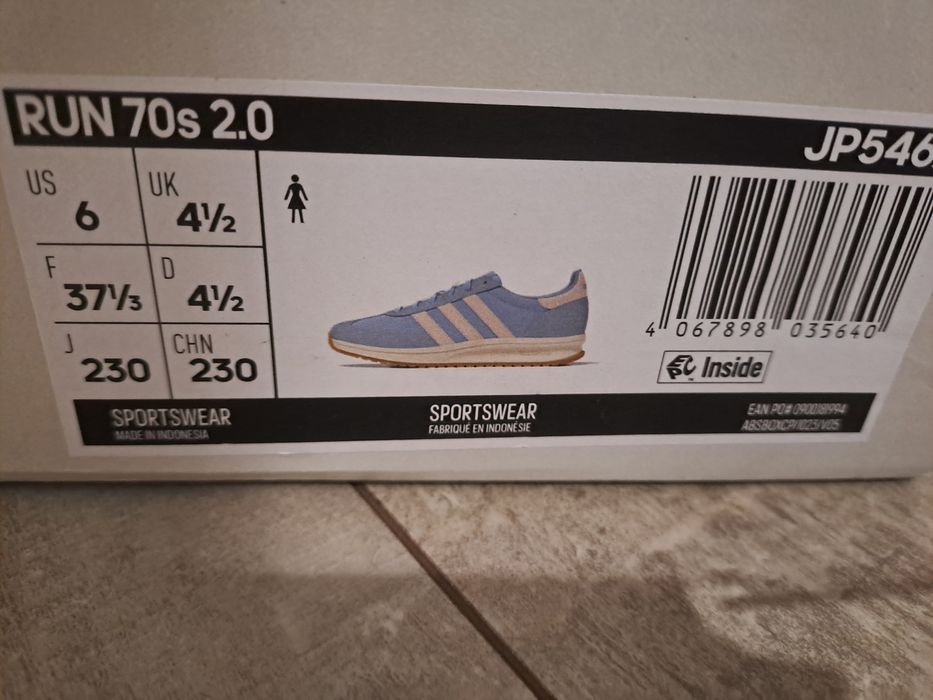 RUN 70s 2.0
JP546
US 6
UK 4½
F 37⅓
D 4½
J 230
CHN 230
4 067898 035640
Inside
SPORTSWEAR
MADE IN INDONESIA
SPORTSWEAR
FABRIQUÉ EN INDONÉSIE
EAN PO# 0900181994